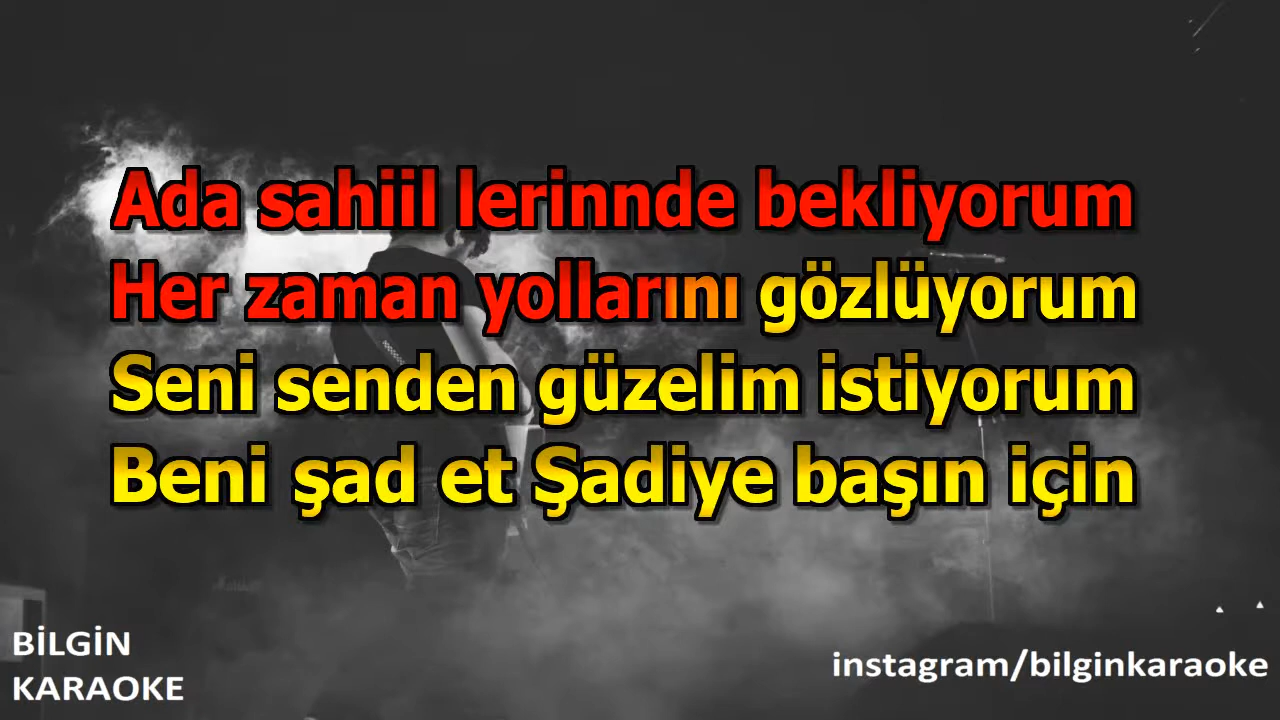 Ada sahiil lerinnde bekliyorum
Her zaman yollarını gözlüyorum
Seni senden güzelim istiyorum
Beni şad et Şadiye başın için
BİLGİN
KARAOKE
instagram/bilginkaraoke